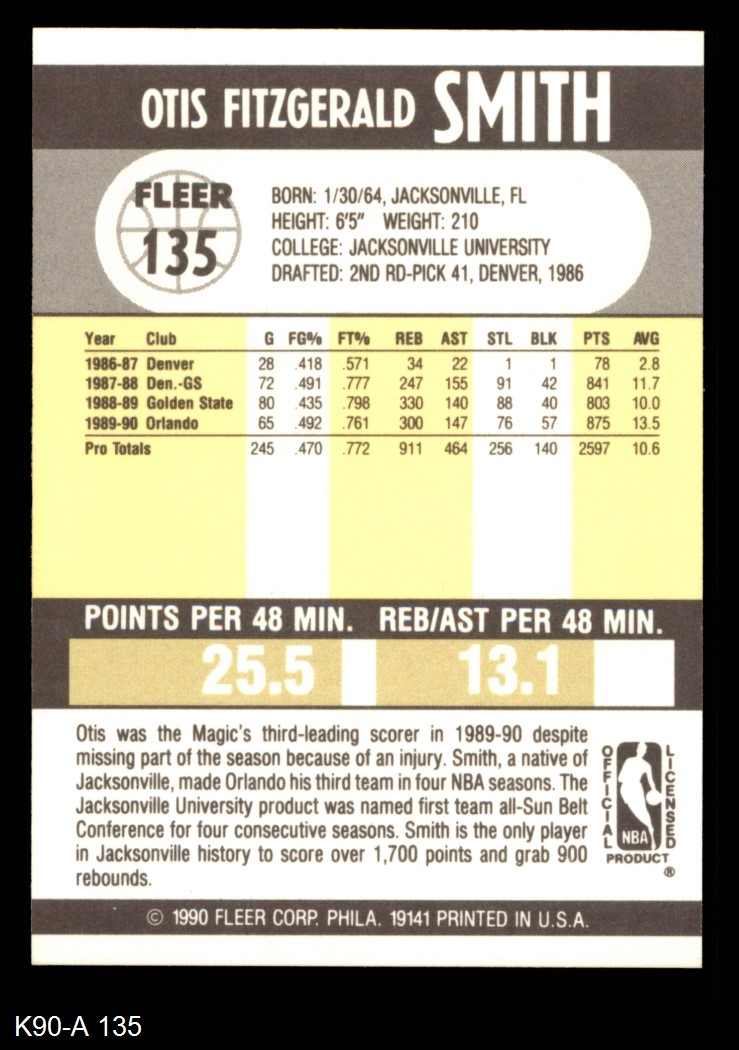 OTIS FITZGERALD SMITH
FLEER
135
BORN: 1/30/64, JACKSONVILLE, FL
HEIGHT: 6'5" WEIGHT: 210
COLLEGE: JACKSONVILLE UNIVERSITY
DRAFTED: 2ND RD-PICK 41, DENVER, 1986
Year Club G FG% FT% REB AST STL BLK PTS AVG
1986-87 Denver 28 .418 .571 34 22 1 1 78 2.8
1987-88 Den.-GS 72 .491 .777 247 155 91 42 841 11.7
1988-89 Golden State 80 .435 .798 330 140 88 40 803 10.0
1989-90 Orlando 65 .492 .761 300 147 76 57 875 13.5
Pro Totals 245 .470 .772 911 464 256 140 2597 10.6
POINTS PER 48 MIN. REB/AST PER 48 MIN.
25.5 13.1
Otis was the Magic's third-leading scorer in 1989-90 despite
missing part of the season because of an injury. Smith, a native of
Jacksonville, made Orlando his third team in four NBA seasons. The
Jacksonville University product was named first team all-Sun Belt
Conference for four consecutive seasons. Smith is the only player
in Jacksonville history to score over 1,700 points and grab 900
rebounds.
OFFICIAL
LICENSED
NBA
PRODUCT
®
© 1990 FLEER CORP. PHILA. 19141 PRINTED IN U.S.A.
K90-A 135